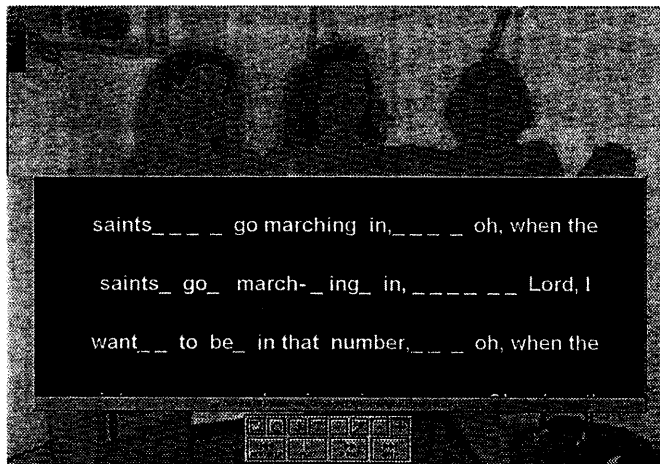 saints_ _ _ _ go marching in,_ _ _ _ oh, when the
saints_ go_ march-_ing_ in, _ _ _ _ _ _ Lord, I
want_ _ to be_ in that number,_ _ _ oh, when the